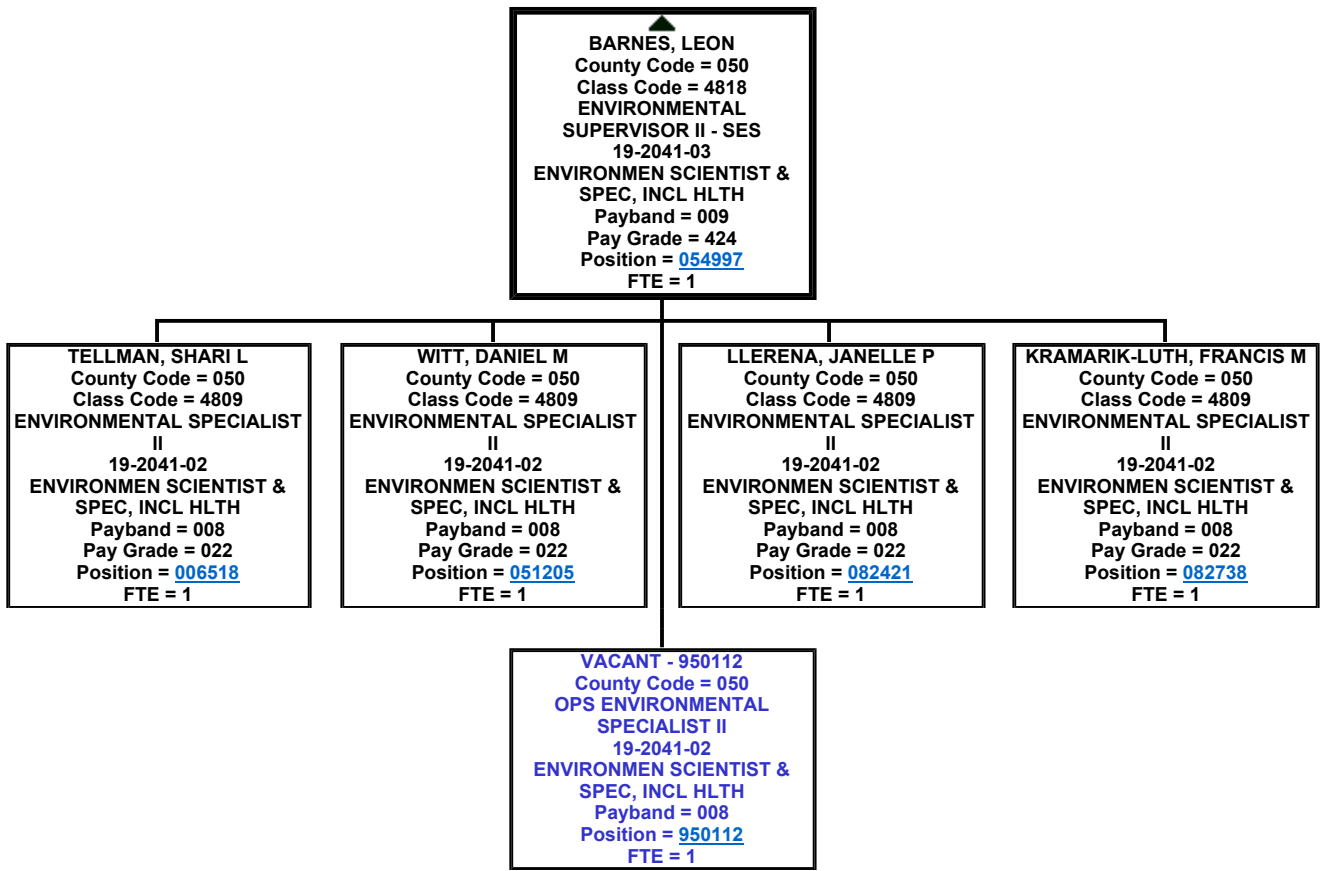 BARNES, LEON
County Code = 050
Class Code = 4818
ENVIRONMENTAL
SUPERVISOR II - SES
19-2041-03
ENVIRONMEN SCIENTIST &
SPEC, INCL HLTH
Payband = 009
Pay Grade = 424
Position = 054997
FTE = 1
TELLMAN, SHARI L
County Code = 050
Class Code = 4809
ENVIRONMENTAL SPECIALIST
II
19-2041-02
ENVIRONMEN SCIENTIST &
SPEC, INCL HLTH
Payband = 008
Pay Grade = 022
Position = 006518
FTE = 1
WITT, DANIEL M
County Code = 050
Class Code = 4809
ENVIRONMENTAL SPECIALIST
II
19-2041-02
ENVIRONMEN SCIENTIST &
SPEC, INCL HLTH
Payband = 008
Pay Grade = 022
Position = 051205
FTE = 1
LLERENA, JANELLE P
County Code = 050
Class Code = 4809
ENVIRONMENTAL SPECIALIST
II
19-2041-02
ENVIRONMEN SCIENTIST &
SPEC, INCL HLTH
Payband = 008
Pay Grade = 022
Position = 082421
FTE = 1
KRAMARIK-LUTH, FRANCIS M
County Code = 050
Class Code = 4809
ENVIRONMENTAL SPECIALIST
II
19-2041-02
ENVIRONMEN SCIENTIST &
SPEC, INCL HLTH
Payband = 008
Pay Grade = 022
Position = 082738
FTE = 1
VACANT - 950112
County Code = 050
OPS ENVIRONMENTAL
SPECIALIST II
19-2041-02
ENVIRONMEN SCIENTIST &
SPEC, INCL HLTH
Payband = 008
Position = 950112
FTE = 1